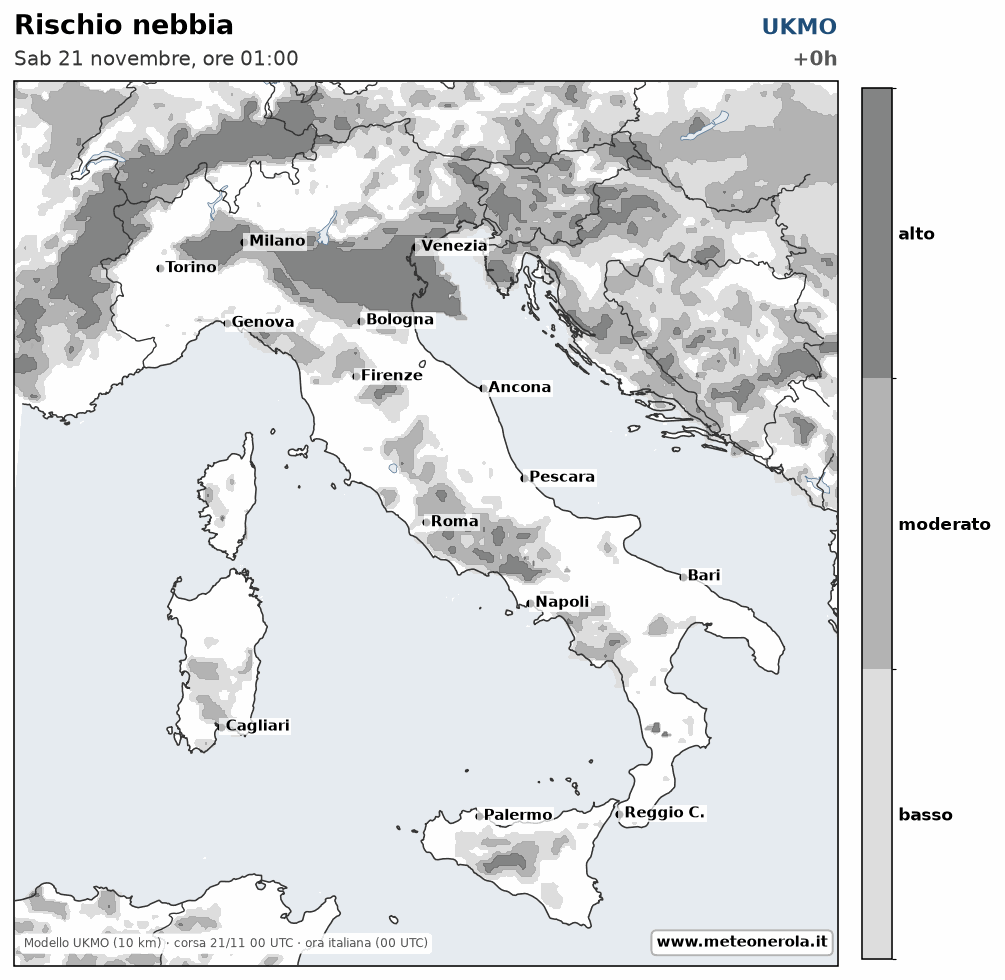 Rischio nebbia
UKMO
Sab 21 novembre, ore 01:00
+0h
Milano
Venezia
Torino
Genova
Bologna
Firenze
Ancona
Pescara
Roma
Bari
Napoli
Cagliari
Palermo
Reggio C.
alto
moderato
basso
Modello UKMO (10 km) · corsa 21/11 00 UTC · ora italiana (00 UTC)
www.meteonerola.it